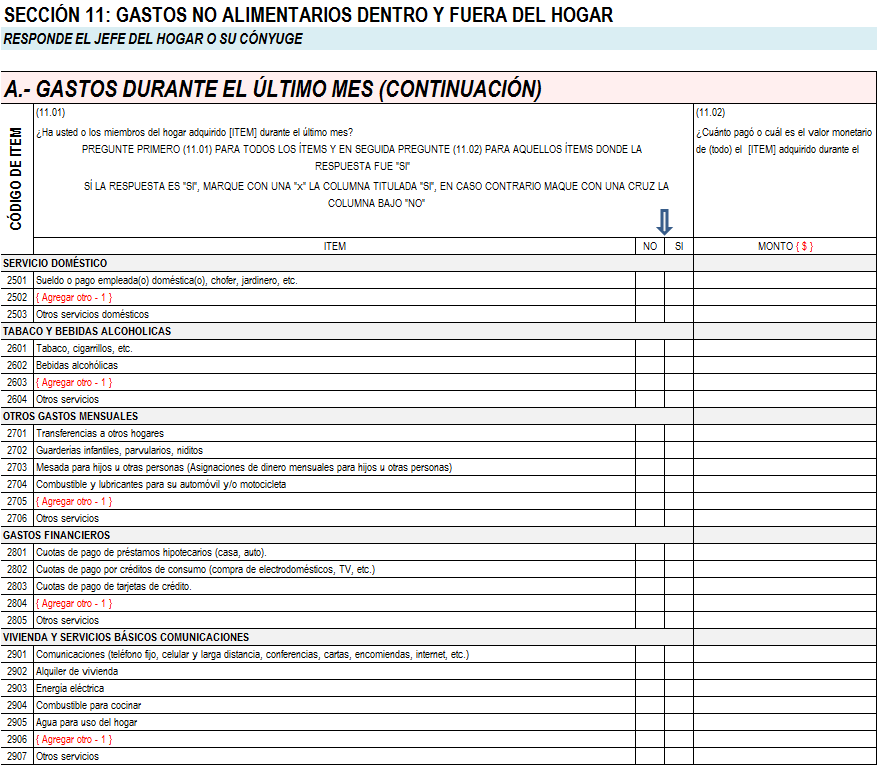 SECCIÓN 11: GASTOS NO ALIMENTARIOS DENTRO Y FUERA DEL HOGAR
RESPONDE EL JEFE DEL HOGAR O SU CÓNYUGE
A.- GASTOS DURANTE EL ÚLTIMO MES (CONTINUACIÓN)
CÓDIGO DE ITEM
(11.01)
¿Ha usted o los miembros del hogar adquirido [ITEM] durante el último mes?
PREGUNTE PRIMERO (11.01) PARA TODOS LOS ÍTEMS Y EN SEGUIDA PREGUNTE (11.02) PARA AQUELLOS ÍTEMS DONDE LA
RESPUESTA FUE "SI"
SÍ LA RESPUESTA ES "SI", MARQUE CON UNA "x" LA COLUMNA TITULADA "SI", EN CASO CONTRARIO MAQUE CON UNA CRUZ LA
COLUMNA BAJO "NO"
(11.02)
¿Cuánto pagó o cuál es el valor monetario
de (todo) el [ITEM] adquirido durante el
ITEM NO SI MONTO { $ }
SERVICIO DOMÉSTICO
2501 Sueldo o pago empleada(o) doméstica(o), chofer, jardinero, etc.
2502 { Agregar otro - 1 }
2503 Otros servicios domésticos
TABACO Y BEBIDAS ALCOHOLICAS
2601 Tabaco, cigarrillos, etc.
2602 Bebidas alcohólicas
2603 { Agregar otro - 1 }
2604 Otros servicios
OTROS GASTOS MENSUALES
2701 Transferencias a otros hogares
2702 Guarderías infantiles, parvularios, niditos
2703 Mesada para hijos u otras personas (Asignaciones de dinero mensuales para hijos u otras personas)
2704 Combustible y lubricantes para su automóvil y/o motocicleta
2705 { Agregar otro - 1 }
2706 Otros servicios
GASTOS FINANCIEROS
2801 Cuotas de pago de préstamos hipotecarios (casa, auto).
2802 Cuotas de pago por créditos de consumo (compra de electrodomésticos, TV, etc.)
2803 Cuotas de pago de tarjetas de crédito.
2804 { Agregar otro - 1 }
2805 Otros servicios
VIVIENDA Y SERVICIOS BÁSICOS COMUNICACIONES
2901 Comunicaciones (teléfono fijo, celular y larga distancia, conferencias, cartas, encomiendas, internet, etc.)
2902 Alquiler de vivienda
2903 Energía eléctrica
2904 Combustible para cocinar
2905 Agua para uso del hogar
2906 { Agregar otro - 1 }
2907 Otros servicios